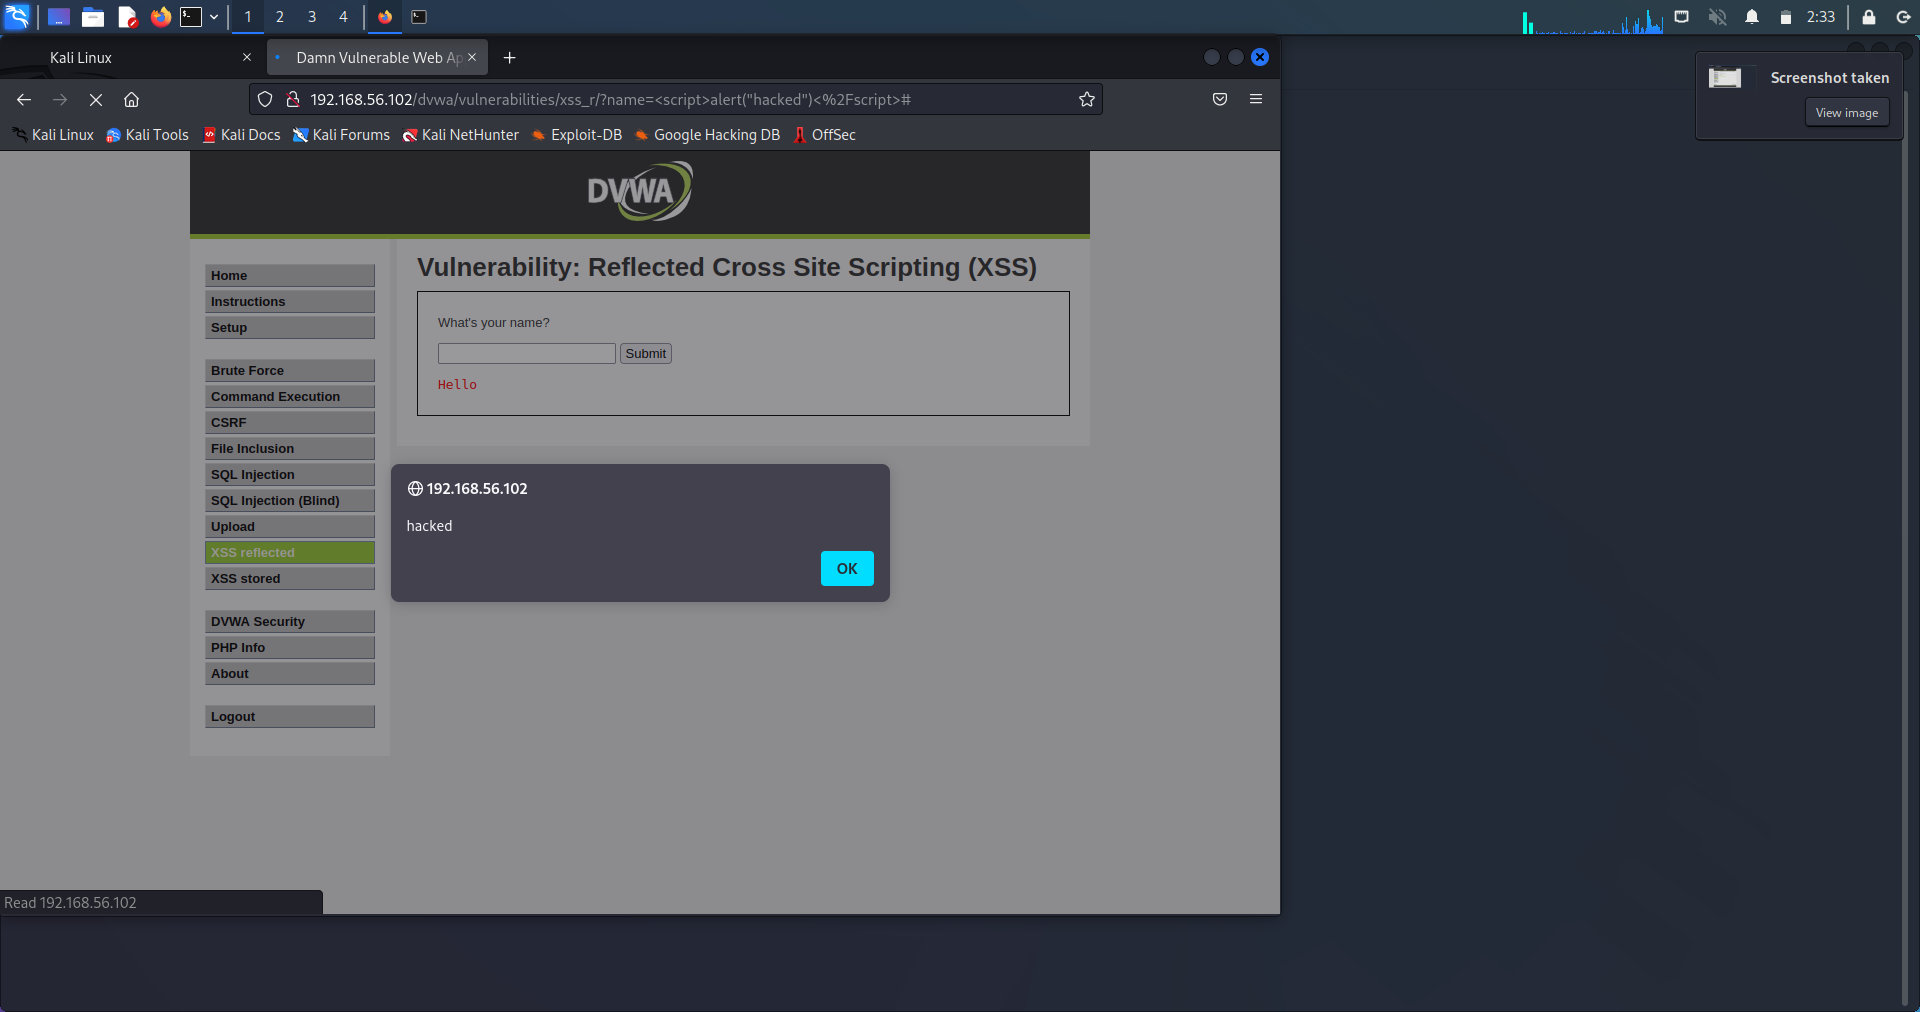 1 2 3 4
2:33
Kali Linux
Damn Vulnerable Web Ap
Screenshot taken
View image
192.168.56.102/dvwa/vulnerabilities/xss_r/?name=<script>alert("hacked")<%2Fscript>#
Kali Linux Kali Tools Kali Docs Kali Forums Kali NetHunter Exploit-DB Google Hacking DB OffSec
DVWA
Home
Instructions
Setup
Brute Force
Command Execution
CSRF
File Inclusion
SQL Injection
SQL Injection (Blind)
Upload
XSS reflected
XSS stored
DVWA Security
PHP Info
About
Logout
Vulnerability: Reflected Cross Site Scripting (XSS)
What's your name?
Submit
Hello
192.168.56.102
hacked
OK
Read 192.168.56.102